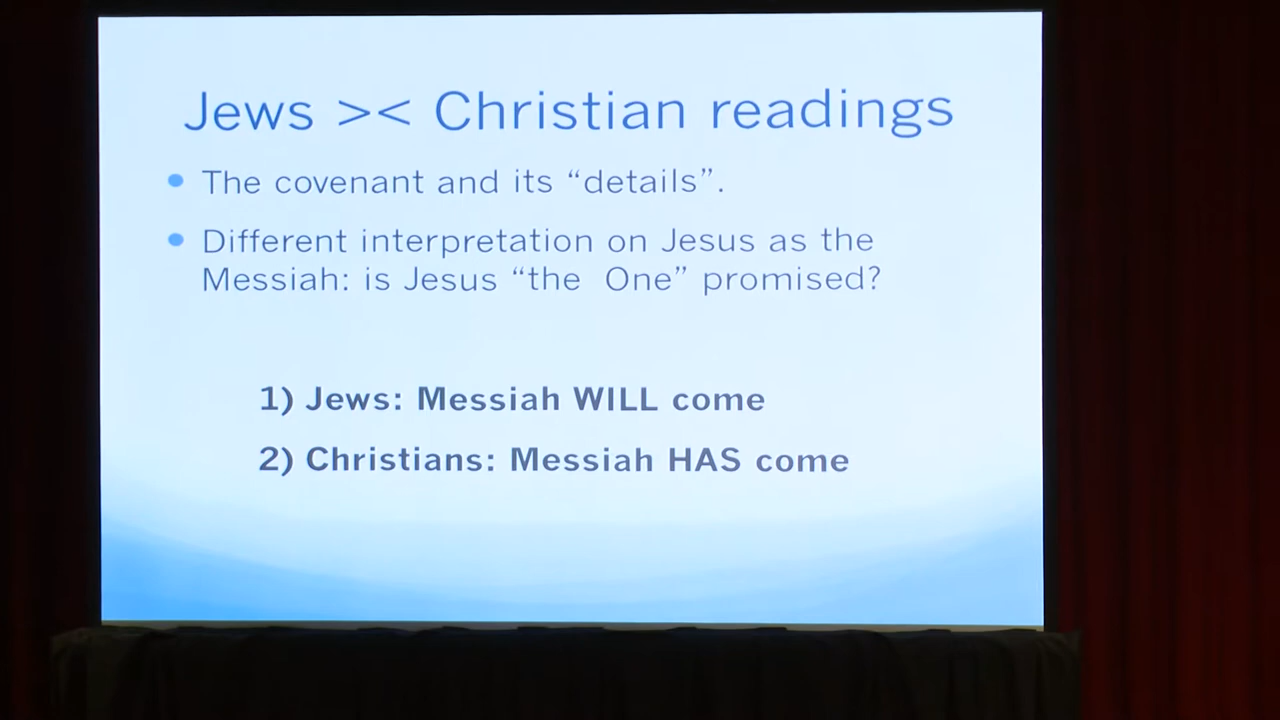 Jews >< Christian readings
• The covenant and its “details”.
• Different interpretation on Jesus as the
Messiah: is Jesus “the One” promised?
1) Jews: Messiah WILL come
2) Christians: Messiah HAS come